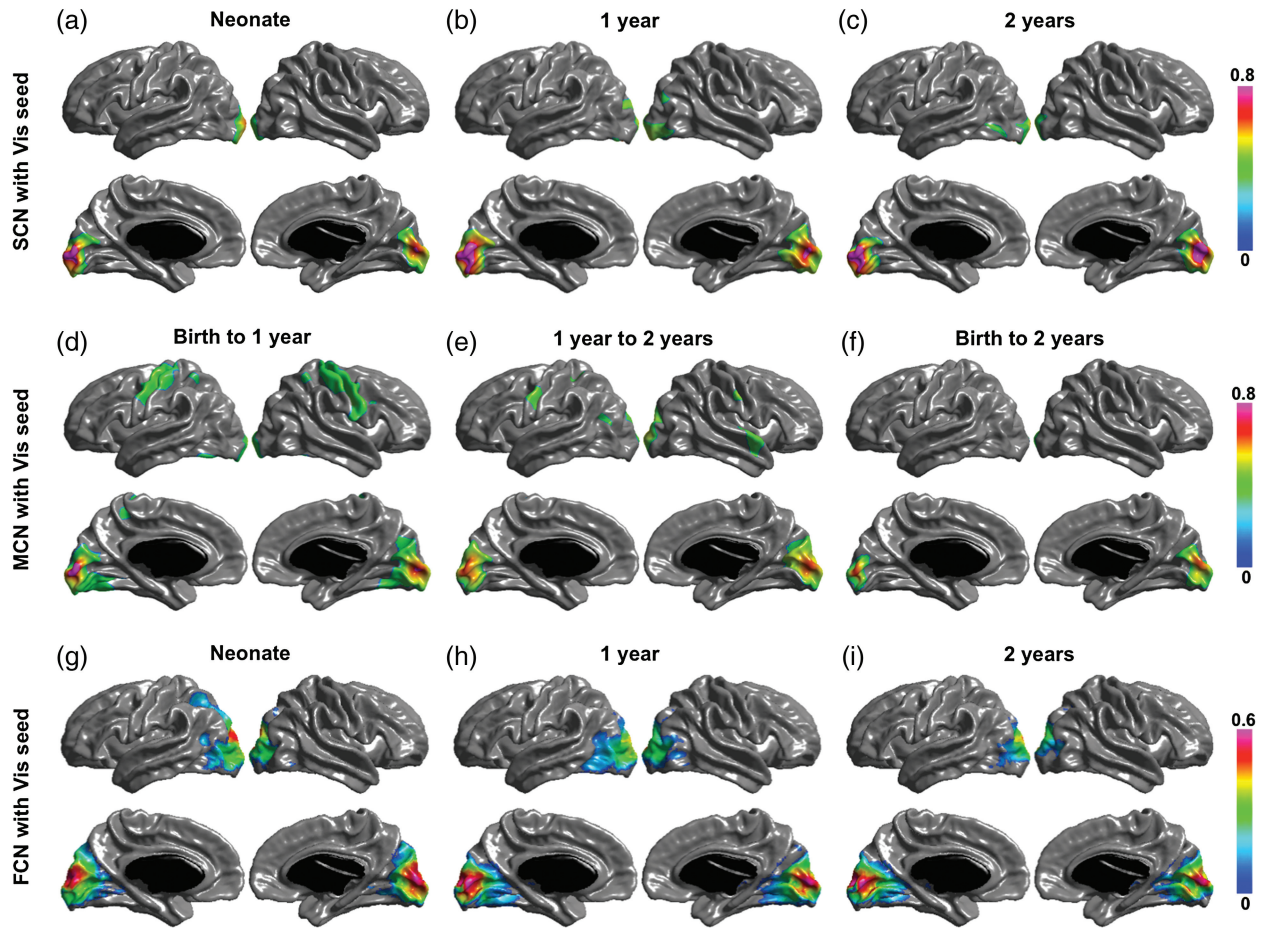 (a) Neonate
(b) 1 year
(c) 2 years
SCN with Vis seed
0.8
0
(d) Birth to 1 year
(e) 1 year to 2 years
(f) Birth to 2 years
MCN with Vis seed
0.8
0
(g) Neonate
(h) 1 year
(i) 2 years
FCN with Vis seed
0.6
0